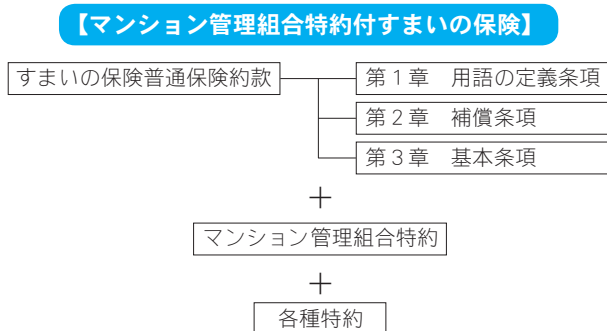 【マンション管理組合特約付すまいの保険】
すまいの保険普通保険約款
第１章　用語の定義条項
第２章　補償条項
第３章　基本条項
＋
マンション管理組合特約
＋
各種特約